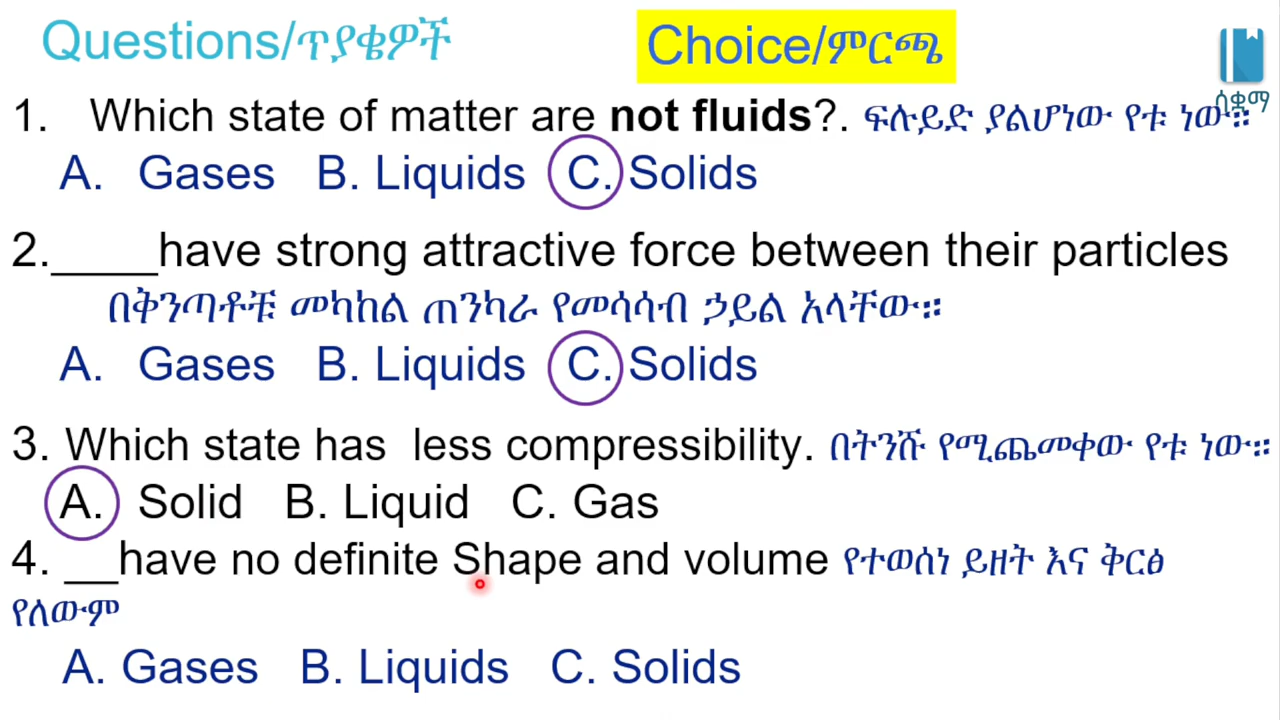 Questions/ጥያቄዎች
Choice/ምርጫ
ሰቋማ
1. Which state of matter are not fluids?. ፍሉይድ ያልሆነው የቱ ነው።
A. Gases B. Liquids C. Solids
2.____have strong attractive force between their particles
በቅንጣቶቹ መካከል ጠንካራ የመሳሳብ ኃይል አላቸው።
A. Gases B. Liquids C. Solids
3. Which state has less compressibility. በትንሹ የሚጨመቀው የቱ ነው።
A. Solid B. Liquid C. Gas
4. __have no definite Shape and volume የተወሰነ ይዘት እና ቅርፅ
የለውም
A. Gases B. Liquids C. Solids